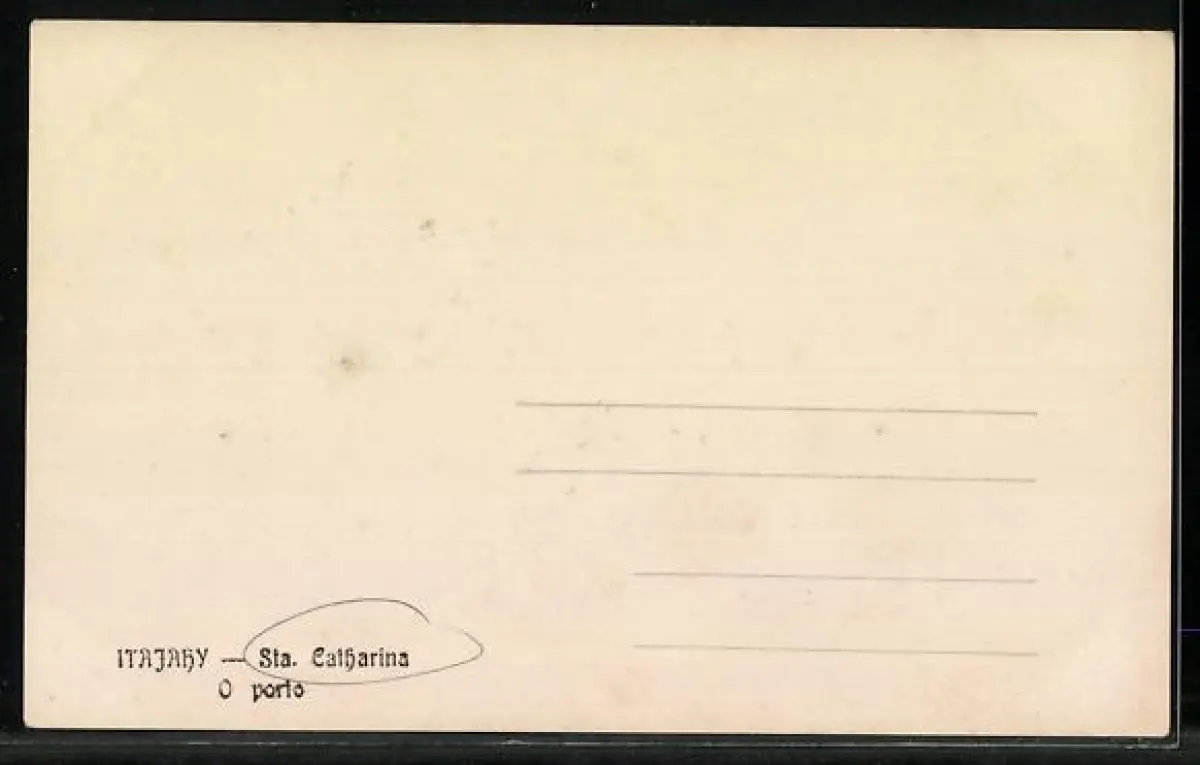 ITAJAHY — Sta. Catharina
O porto